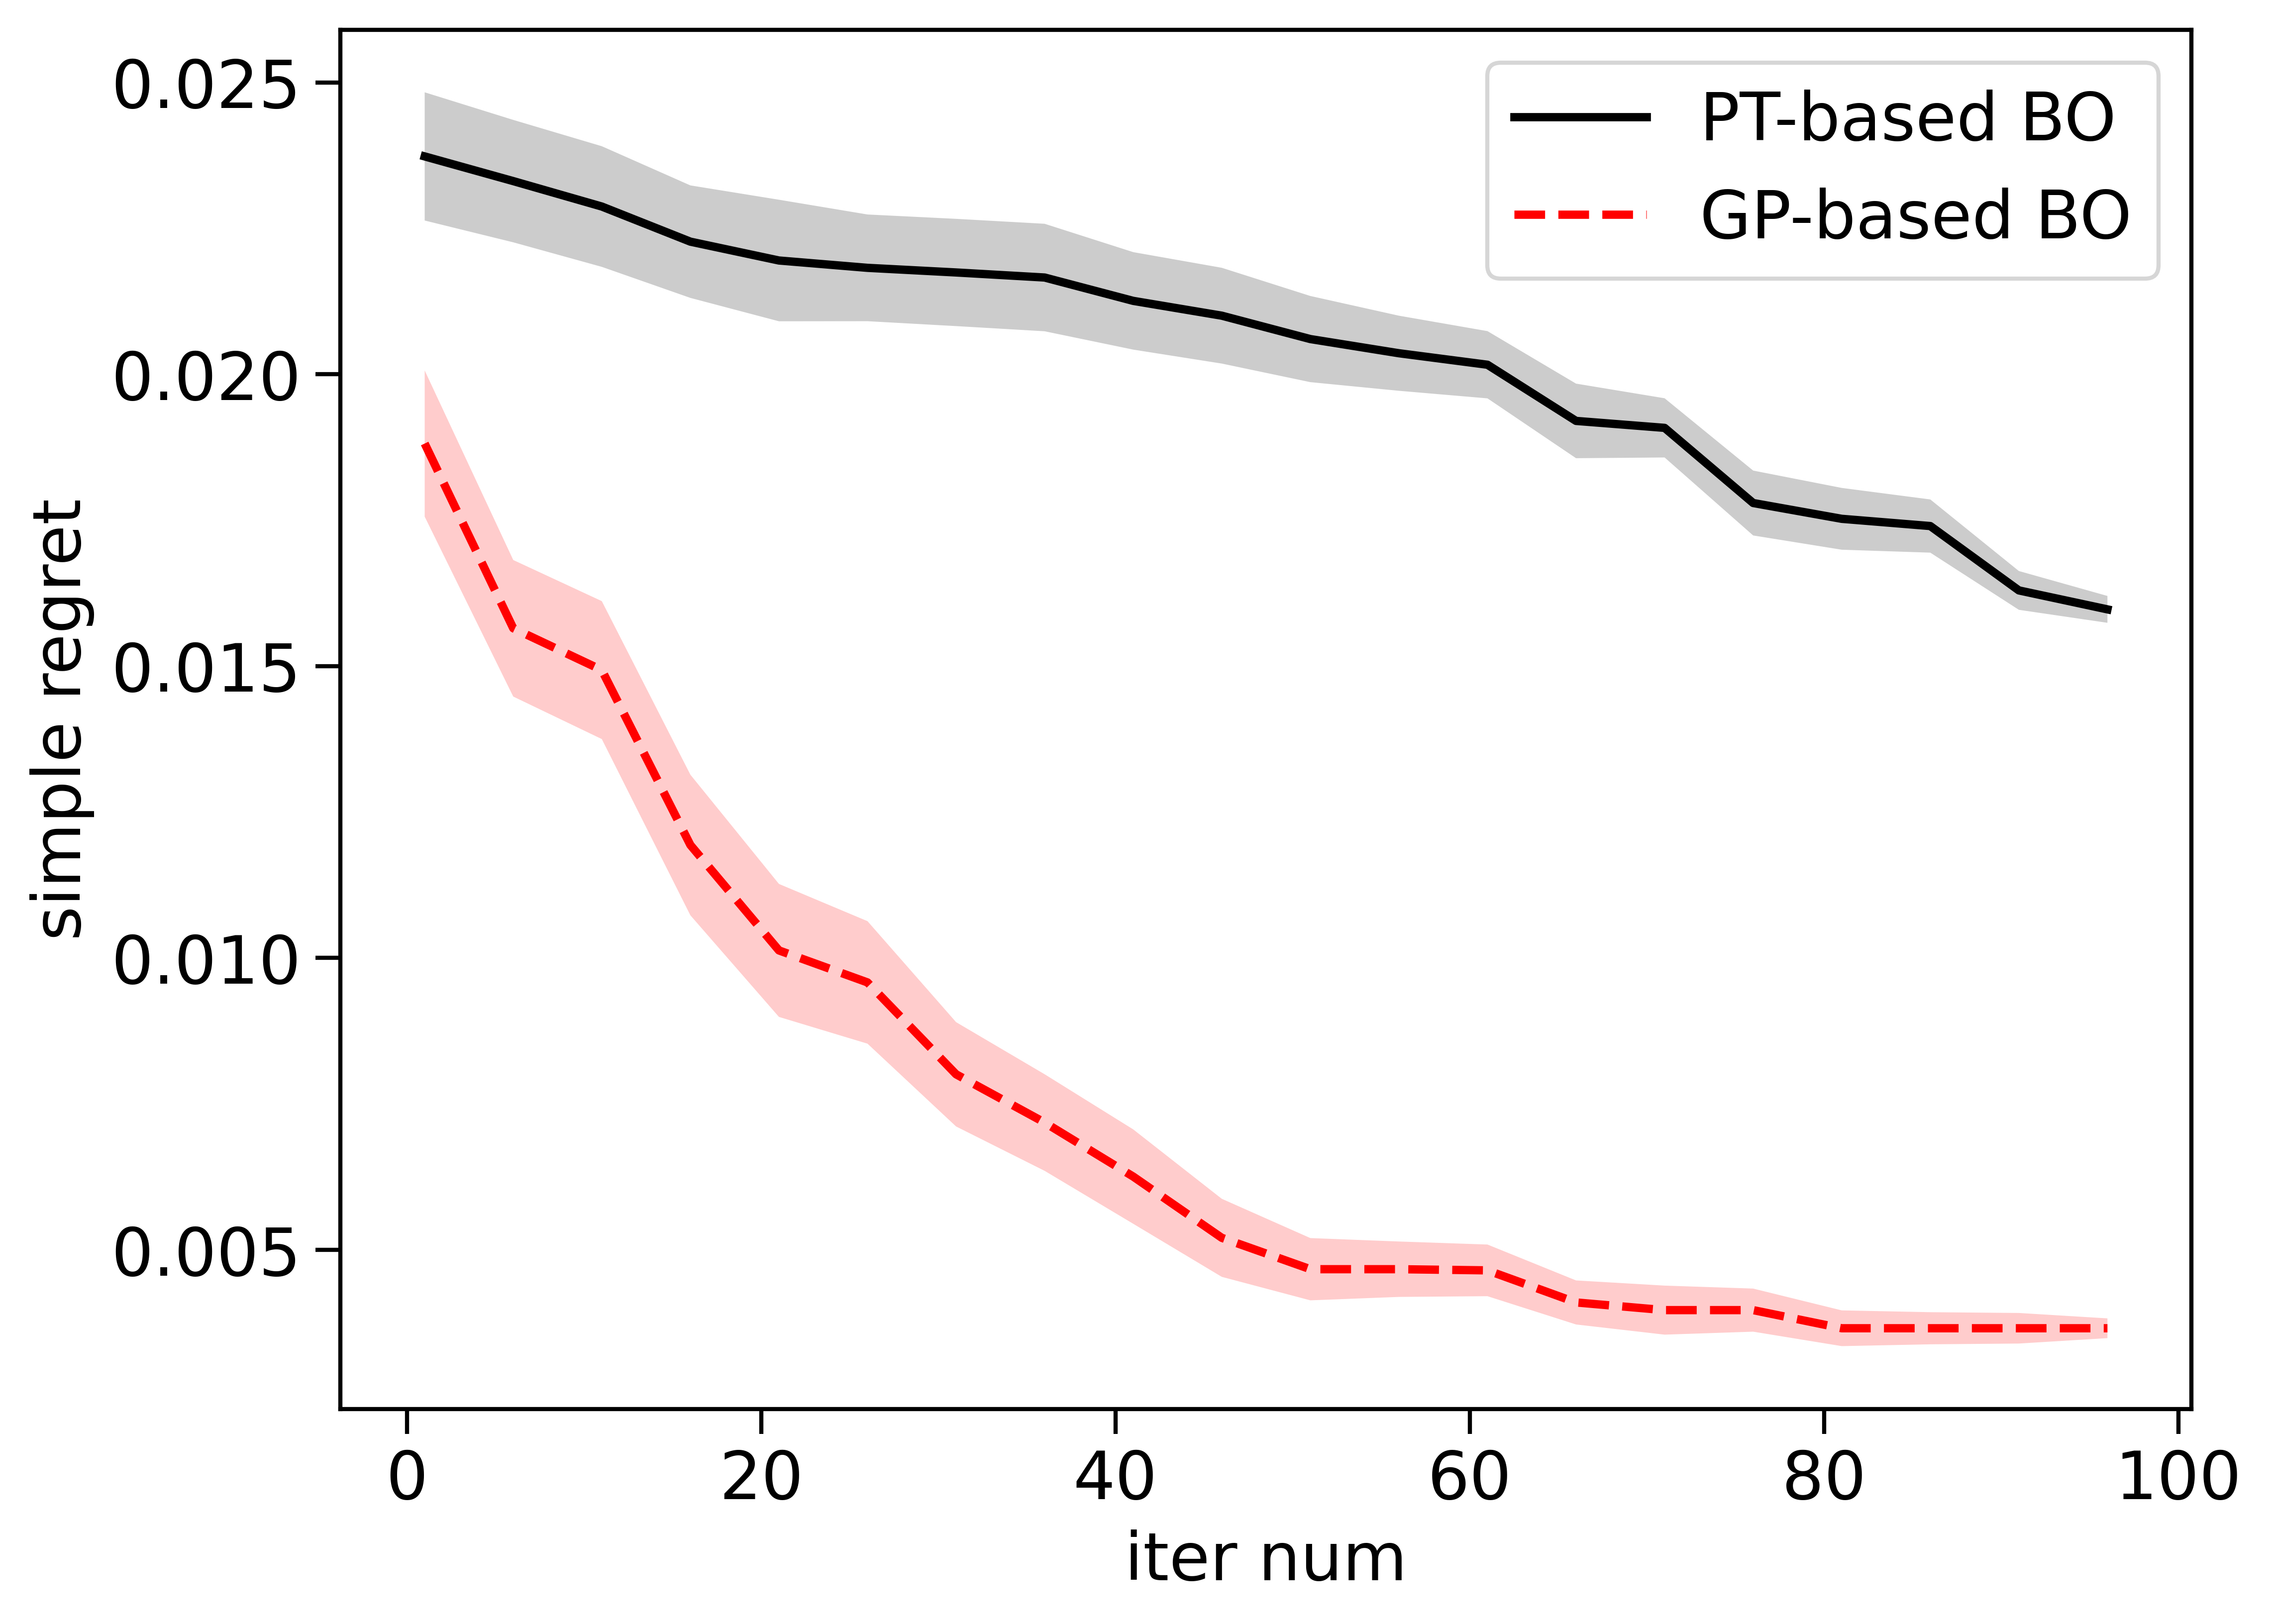 PT-based BO
GP-based BO
0.025
0.020
0.015
0.010
0.005
simple regret
0 20 40 60 80 100
iter num